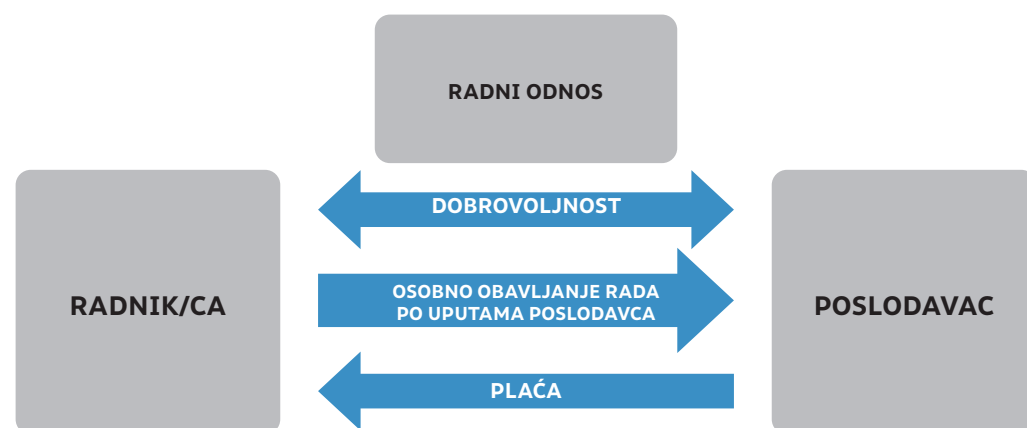 RADNI ODNOS
DOBROVOLJNOST
RADNIK/CA
OSOBNO OBAVLJANJE RADA
PO UPUTAMA POSLODAVCA
POSLODAVAC
PLAĆA